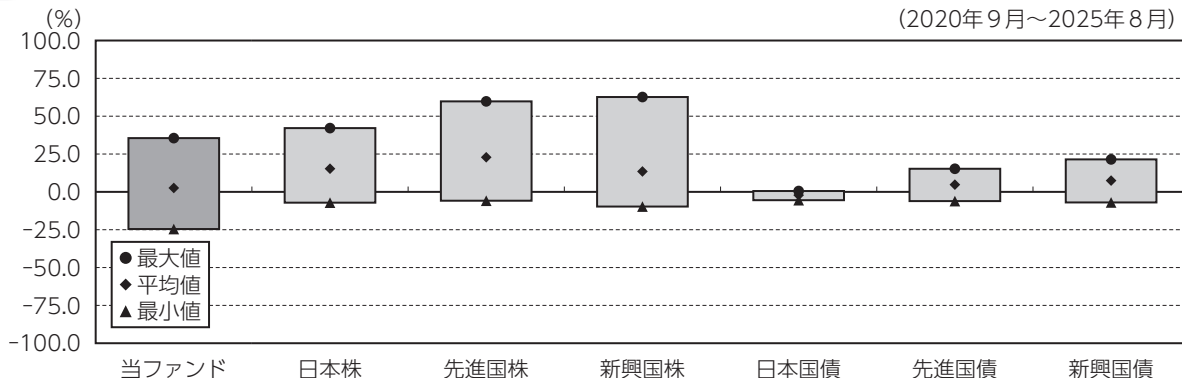 (%)
(2020年9月～2025年8月)
100.0
75.0
50.0
25.0
0.0
-25.0
-50.0
-75.0
-100.0
最大値
平均値
最小値
当ファンド 日本株 先進国株 新興国株 日本国債 先進国債 新興国債